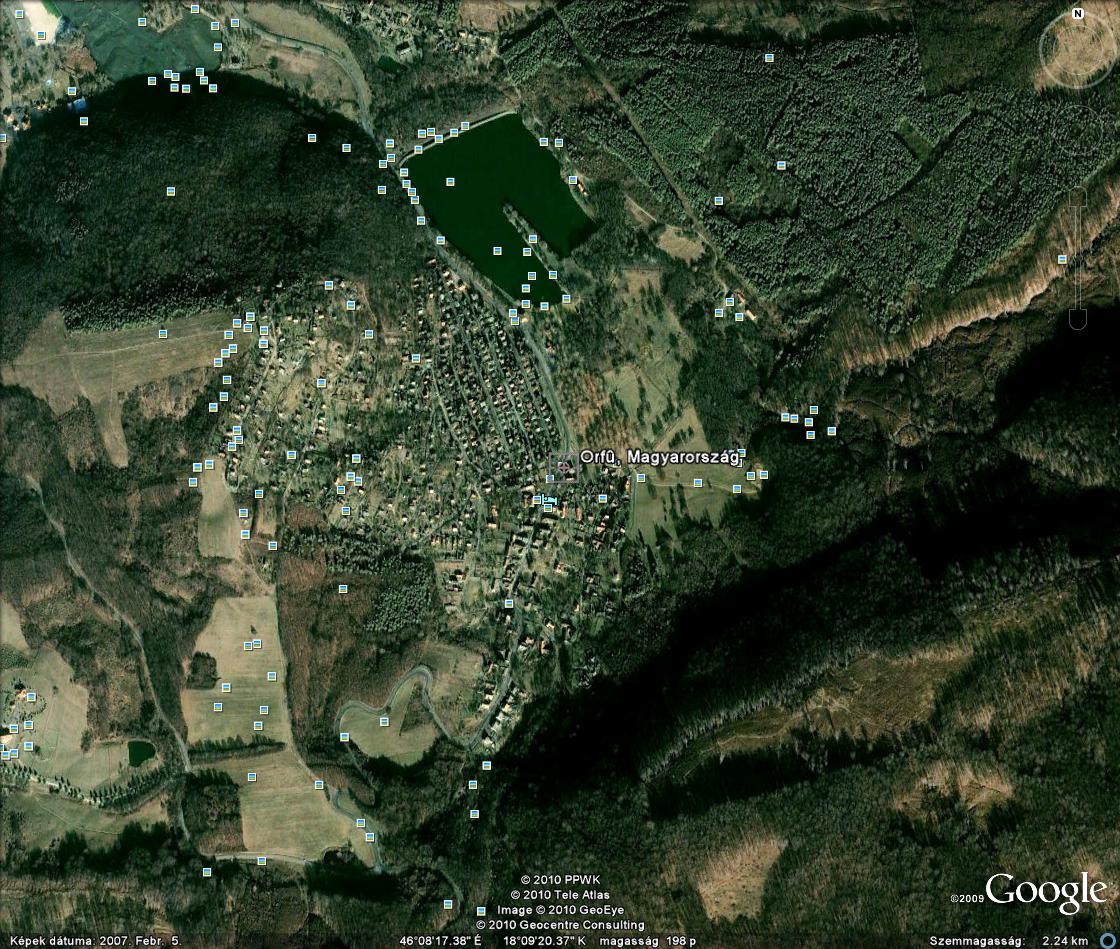 N
Orfű, Magyarország
© 2010 PPWK
© 2010 Tele Atlas
Image © 2010 GeoEye
© 2010 Geocentre Consulting
©2009 Google
Képek dátuma: 2007. Febr. 5.
46°08'17.38" É 18°09'20.37" K magasság 198 p
Szemmagasság: 2.24 km